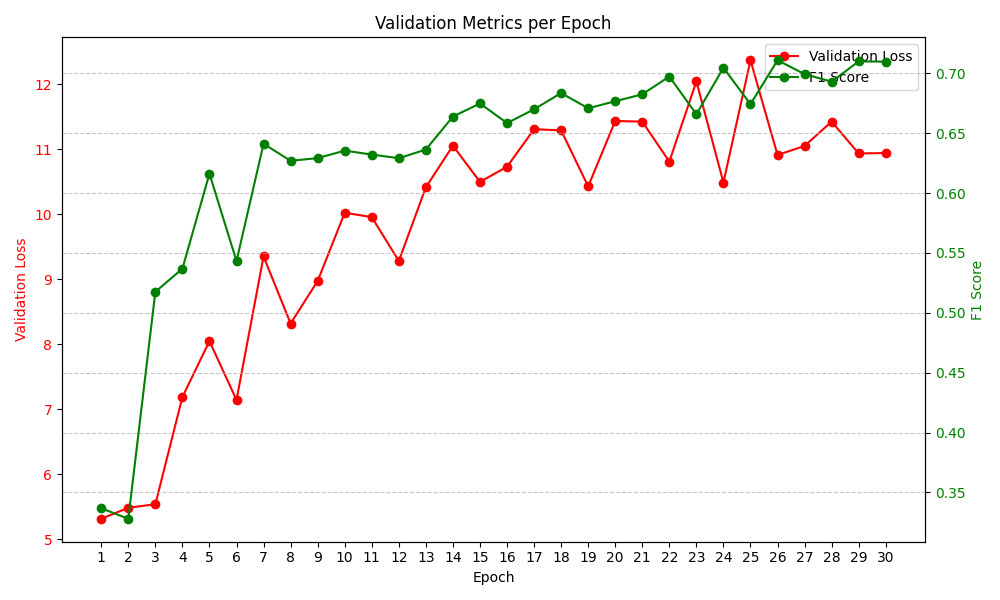 Validation Metrics per Epoch
Validation Loss
F1 Score
Validation Loss
12
11
10
9
8
7
6
5
F1 Score
0.70
0.65
0.60
0.55
0.50
0.45
0.40
0.35
1 2 3 4 5 6 7 8 9 10 11 12 13 14 15 16 17 18 19 20 21 22 23 24 25 26 27 28 29 30
Epoch